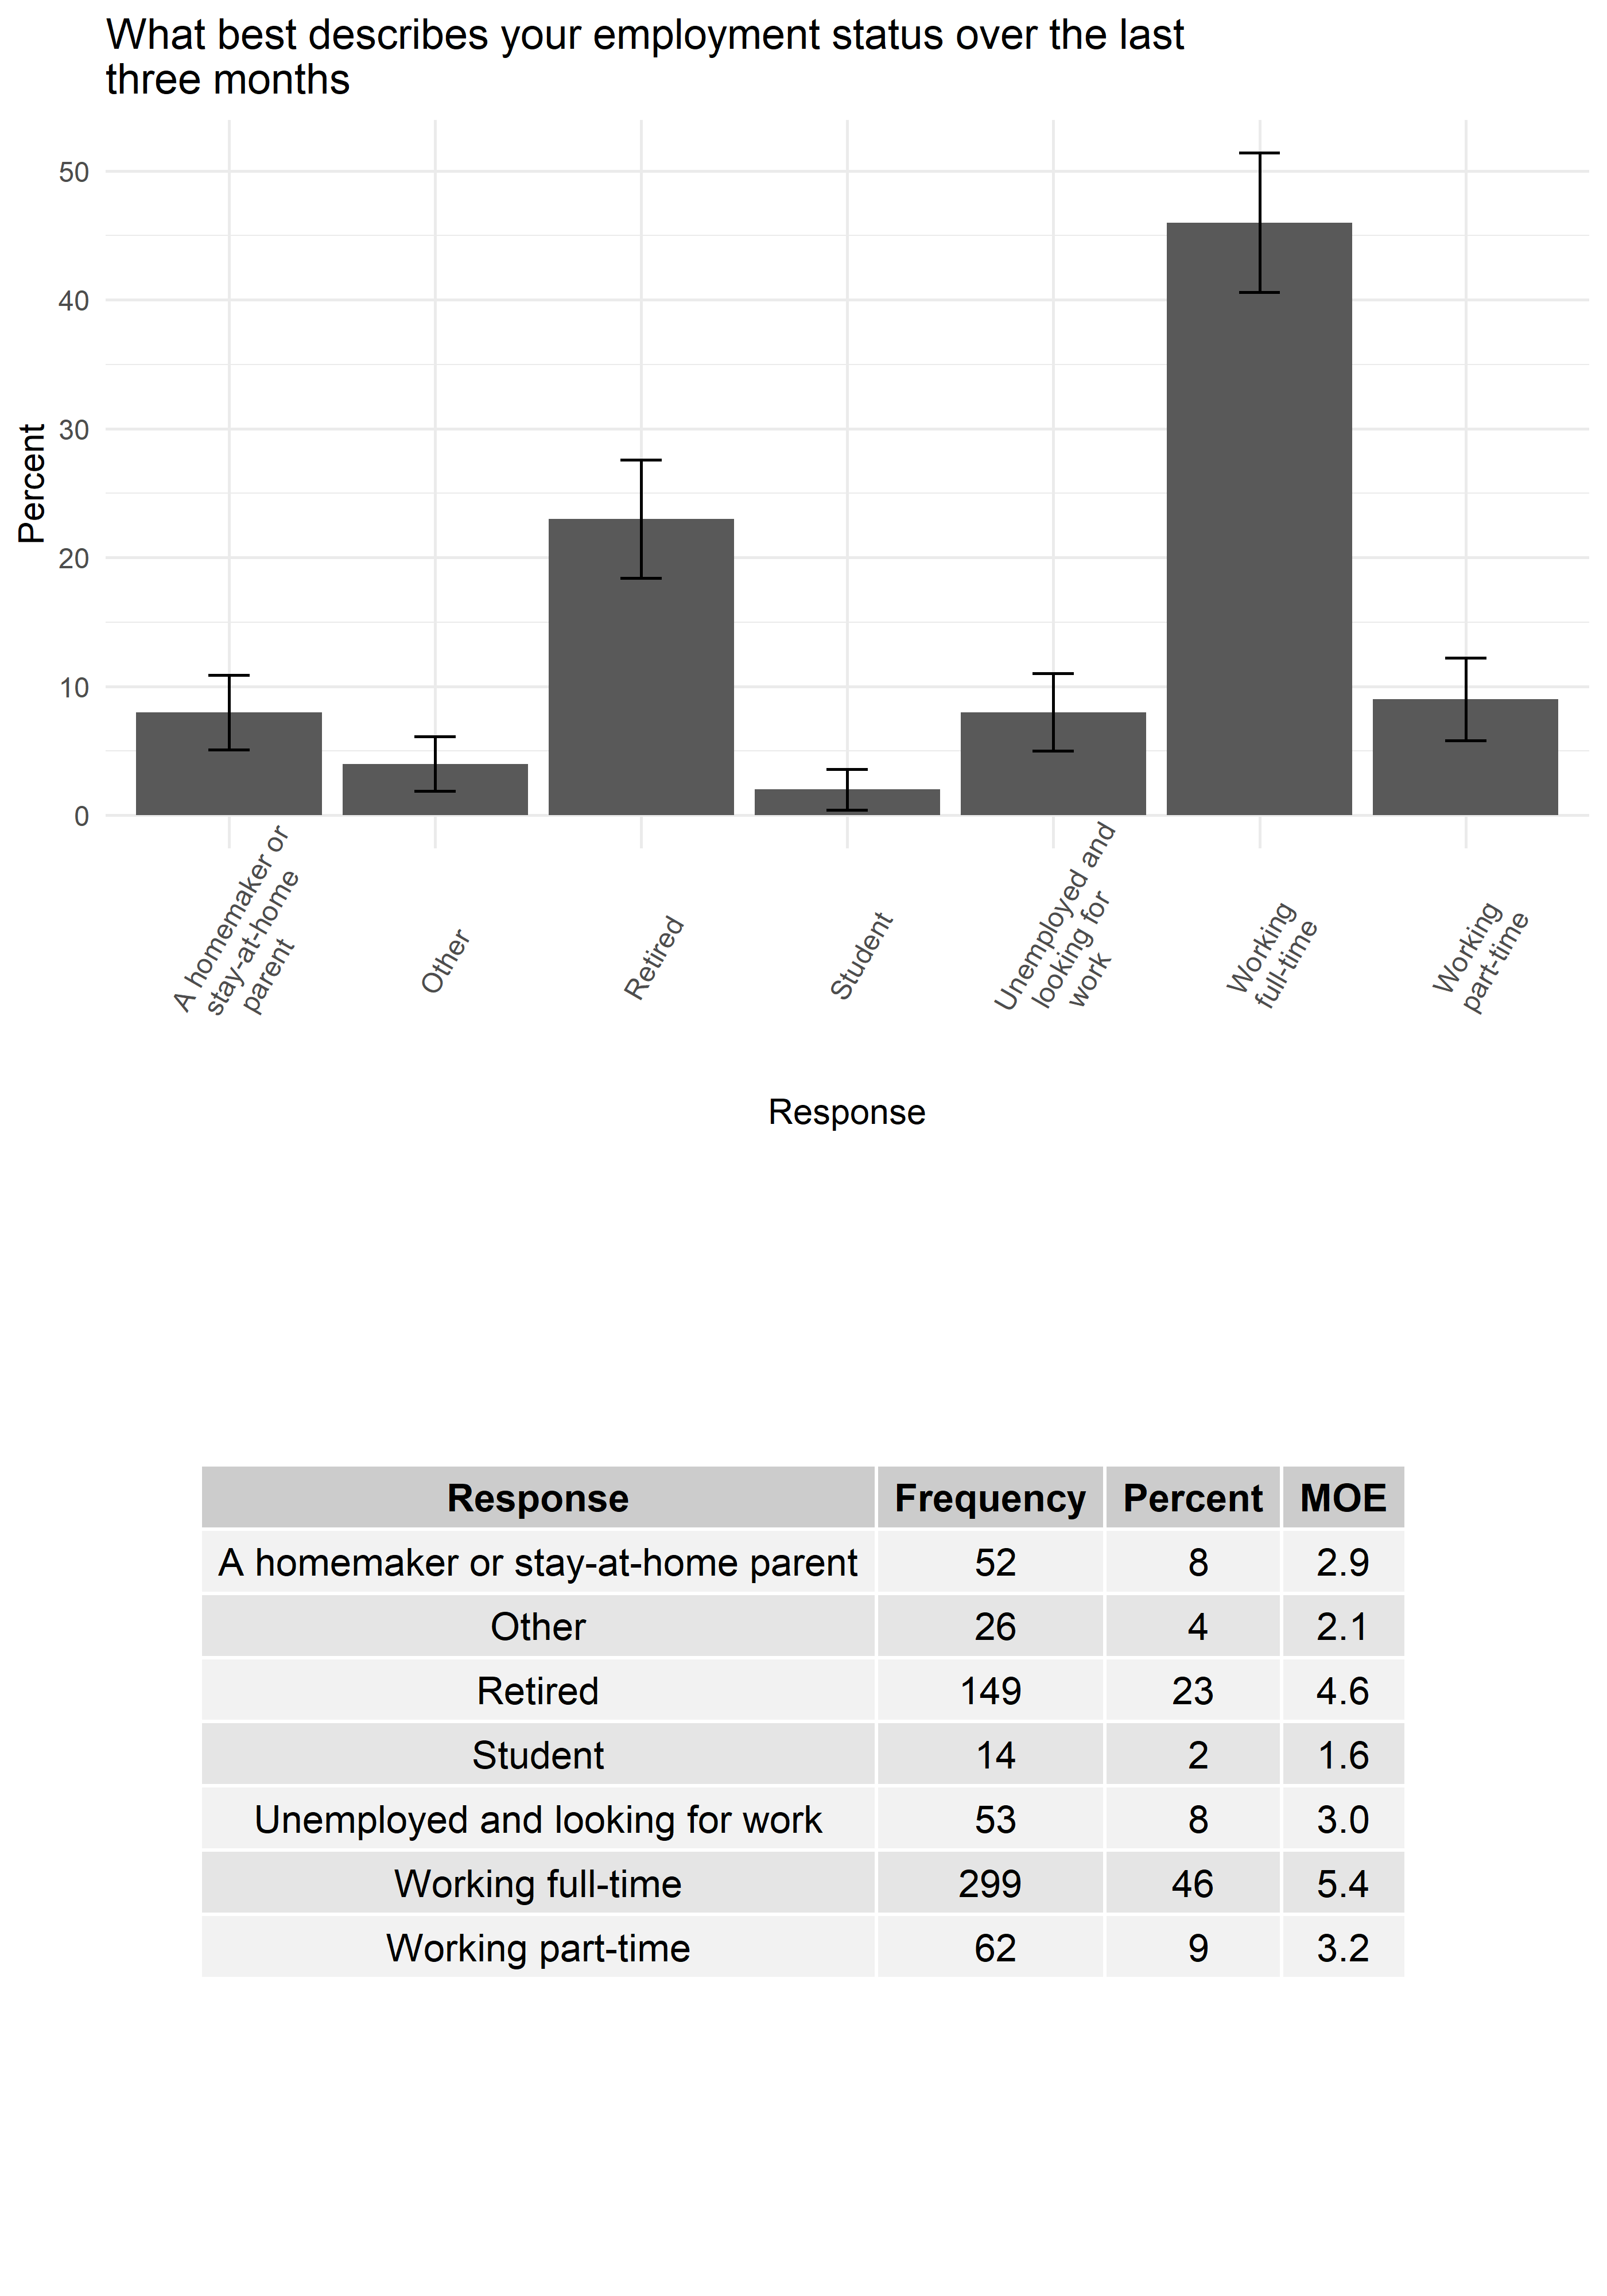 What best describes your employment status over the last
three months
Percent
50
40
30
20
10
0
A homemaker or
stay-at-home
parent
Other
Retired
Student
Unemployed and
looking for
work
Working
full-time
Working
part-time
Response
Response Frequency Percent MOE
A homemaker or stay-at-home parent 52 8 2.9
Other 26 4 2.1
Retired 149 23 4.6
Student 14 2 1.6
Unemployed and looking for work 53 8 3.0
Working full-time 299 46 5.4
Working part-time 62 9 3.2